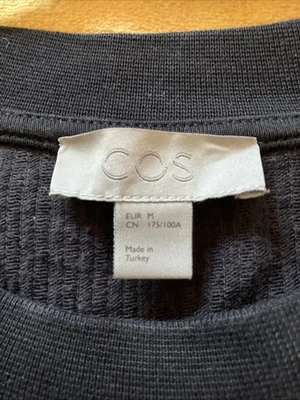 COS
EUR M
CN 175/100A
Made in
Turkey